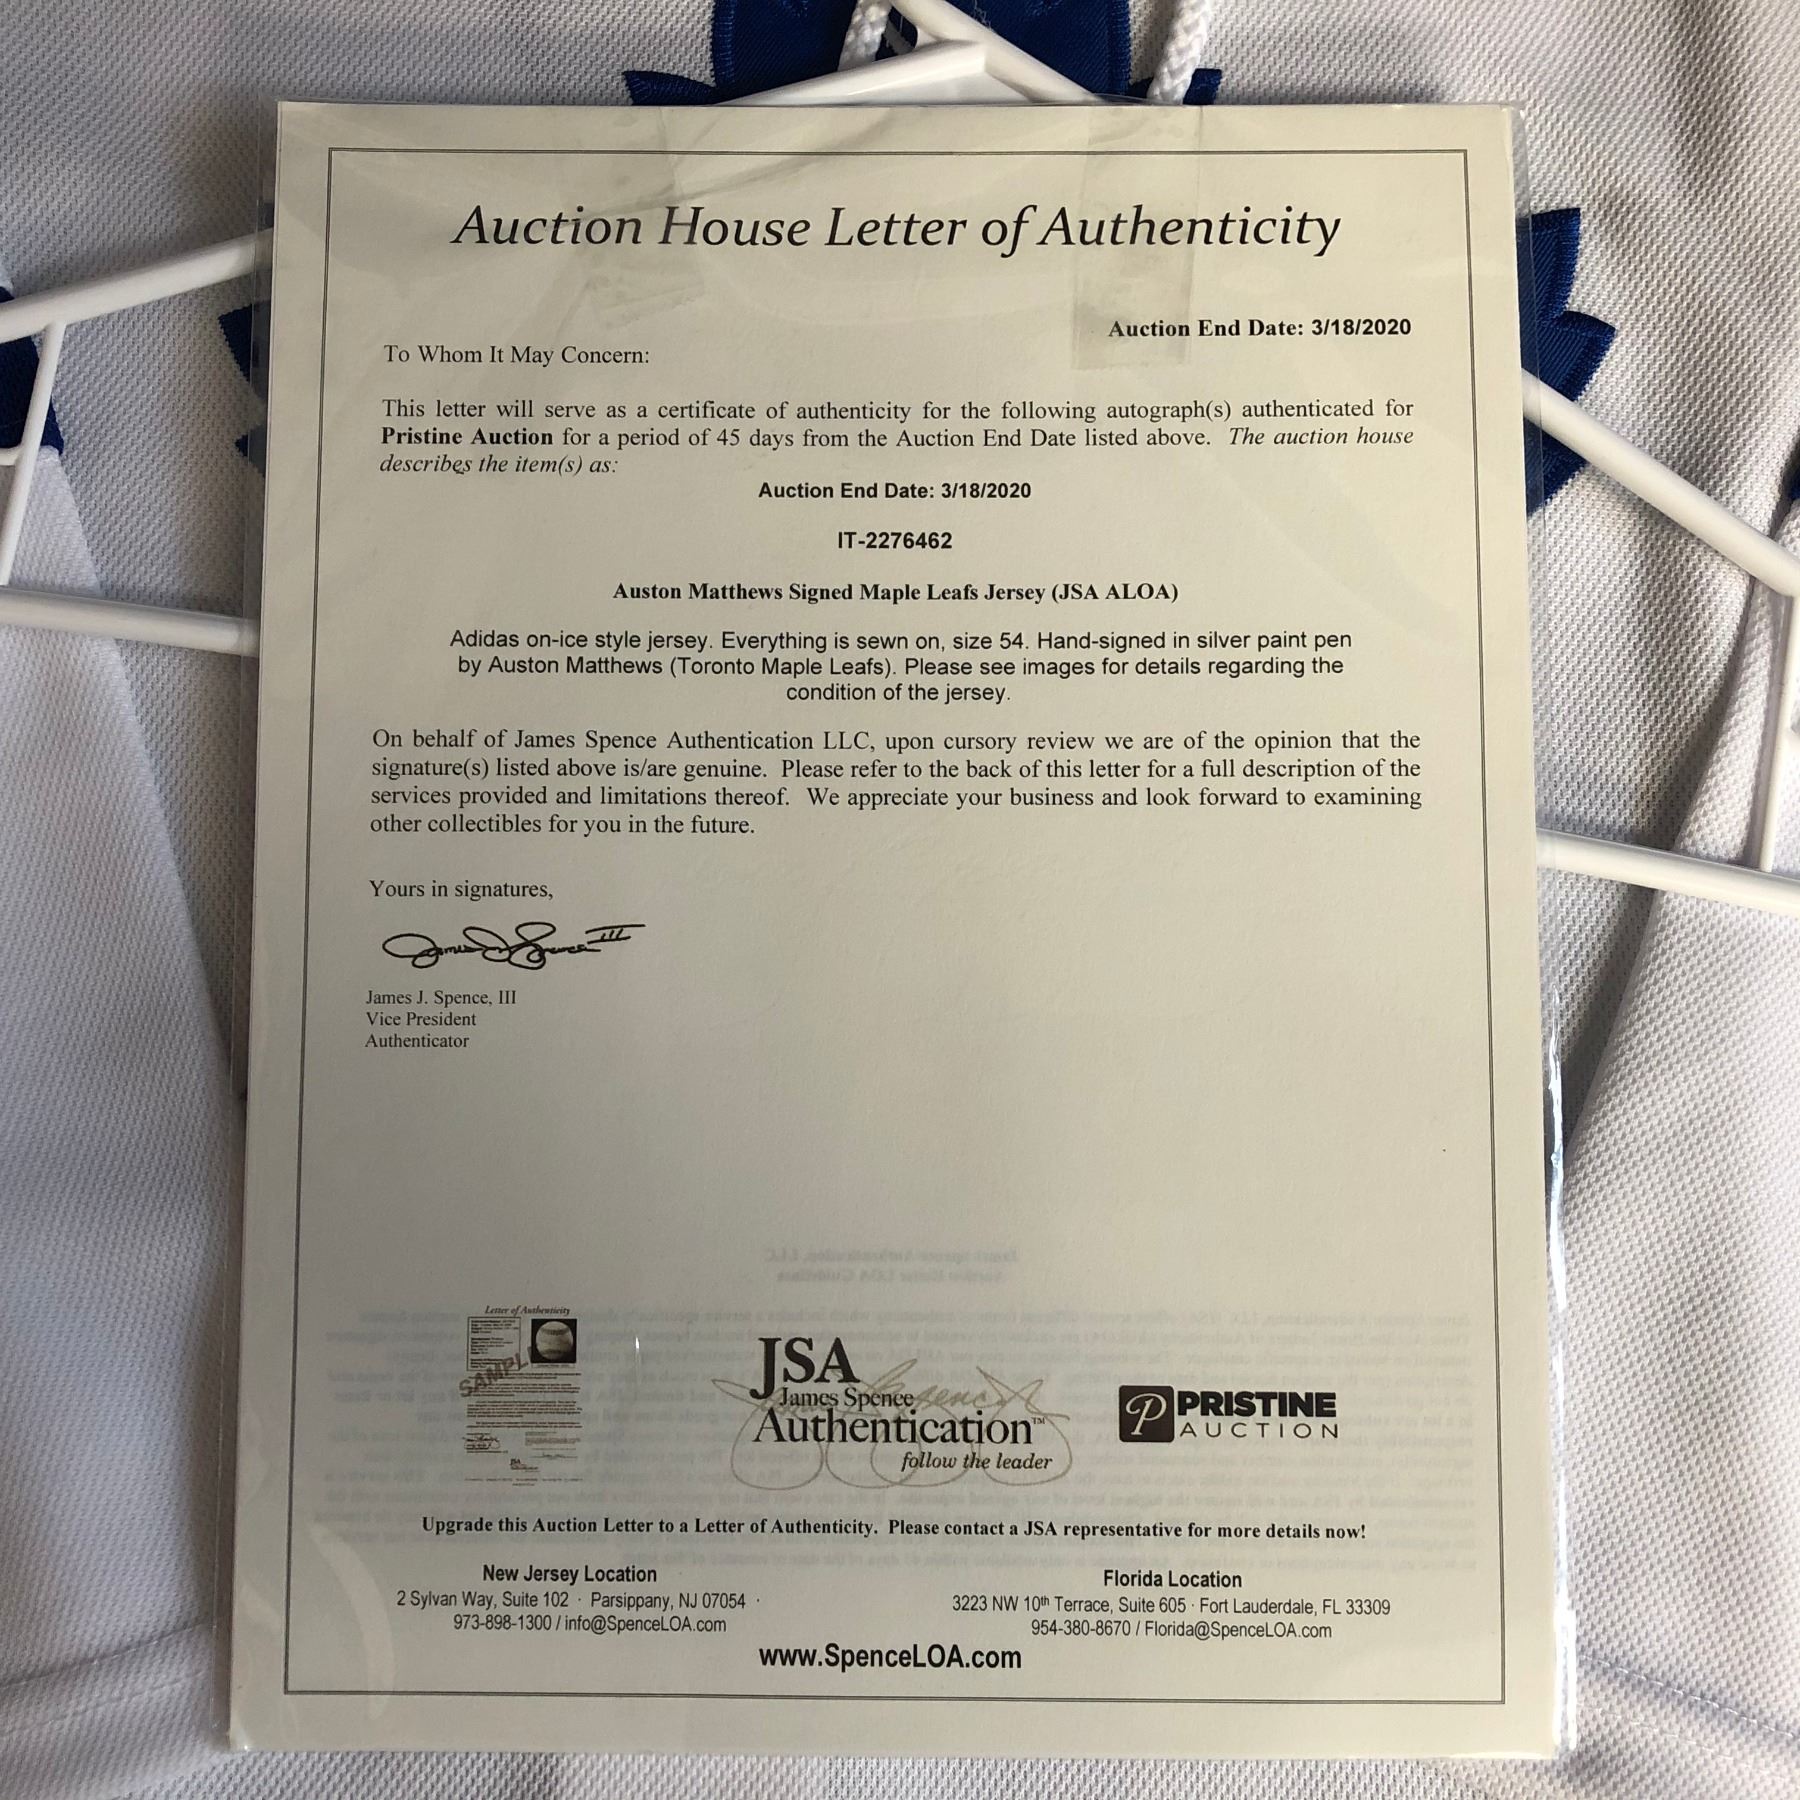 Auction House Letter of Authenticity
Auction End Date: 3/18/2020
To Whom It May Concern:
This letter will serve as a certificate of authenticity for the following autograph(s) authenticated for
Pristine Auction for a period of 45 days from the Auction End Date listed above. The auction house
describes the item(s) as:
Auction End Date: 3/18/2020
IT-2276462
Auston Matthews Signed Maple Leafs Jersey (JSA ALOA)
Adidas on-ice style jersey. Everything is sewn on, size 54. Hand-signed in silver paint pen
by Auston Matthews (Toronto Maple Leafs). Please see images for details regarding the
condition of the jersey.
On behalf of James Spence Authentication LLC, upon cursory review we are of the opinion that the
signature(s) listed above is/are genuine. Please refer to the back of this letter for a full description of the
services provided and limitations thereof. We appreciate your business and look forward to examining
other collectibles for you in the future.
Yours in signatures,
James J. Spence III
James J. Spence, III
Vice President
Authenticator
Letter of Authenticity
SAMPLE
JSA
James Spence
Authentication™
follow the leader
P PRISTINE
AUCTION
Upgrade this Auction Letter to a Letter of Authenticity. Please contact a JSA representative for more details now!
New Jersey Location
2 Sylvan Way, Suite 102 · Parsippany, NJ 07054 ·
973-898-1300 / info@SpenceLOA.com
Florida Location
3223 NW 10th Terrace, Suite 605 · Fort Lauderdale, FL 33309
954-380-8670 / Florida@SpenceLOA.com
www.SpenceLOA.com